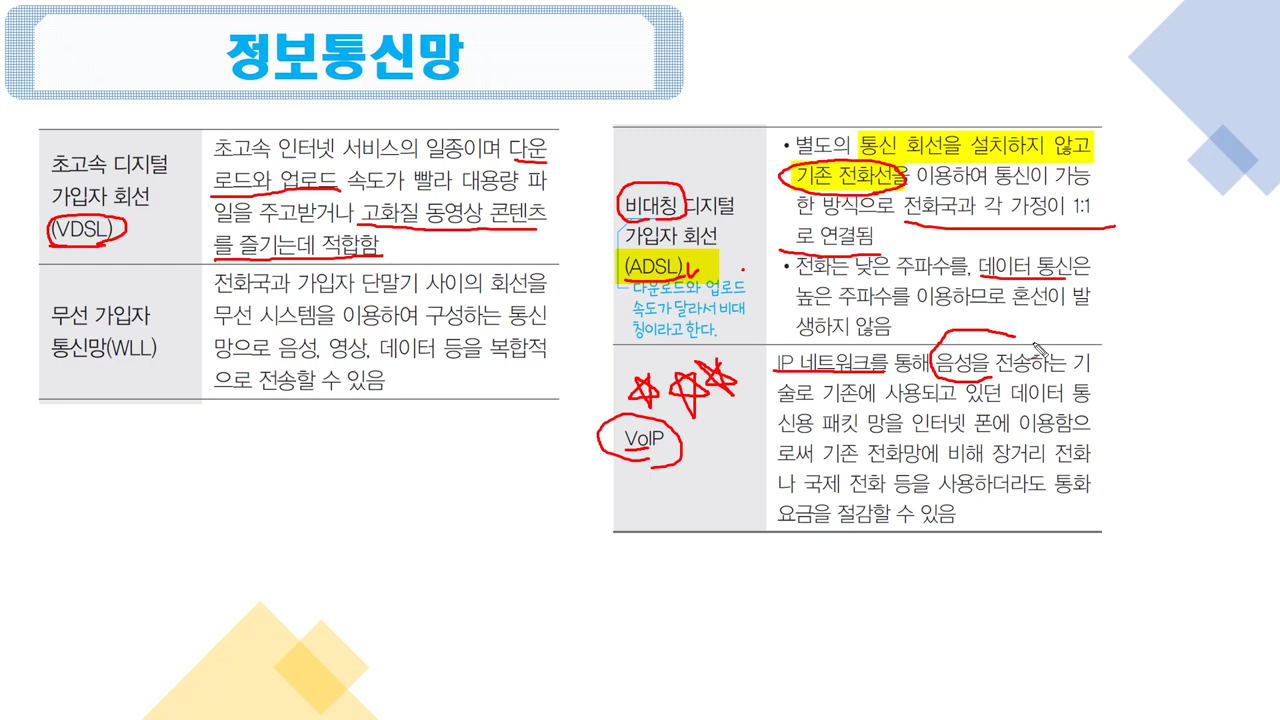 정보통신망
초고속 디지털
가입자 회선
(VDSL)
초고속 인터넷 서비스의 일종이며 다운
로드와 업로드 속도가 빨라 대용량 파
일을 주고받거나 고화질 동영상 콘텐츠
를 즐기는데 적합함
무선 가입자
통신망(WLL)
전화국과 가입자 단말기 사이의 회선을
무선 시스템을 이용하여 구성하는 통신
망으로 음성, 영상, 데이터 등을 복합적
으로 전송할 수 있음
비대칭 디지털
가입자 회선
(ADSL)
다운로드와 업로드
속도가 달라서 비대
칭이라고 한다.
• 별도의 통신 회선을 설치하지 않고
기존 전화선을 이용하여 통신이 가능
한 방식으로 전화국과 각 가정이 1:1
로 연결됨
• 전화는 낮은 주파수를, 데이터 통신은
높은 주파수를 이용하므로 혼선이 발
생하지 않음
VoIP
IP 네트워크를 통해 음성을 전송하는 기
술로 기존에 사용되고 있던 데이터 통
신용 패킷 망을 인터넷 폰에 이용함으
로써 기존 전화망에 비해 장거리 전화
나 국제 전화 등을 사용하더라도 통화
요금을 절감할 수 있음